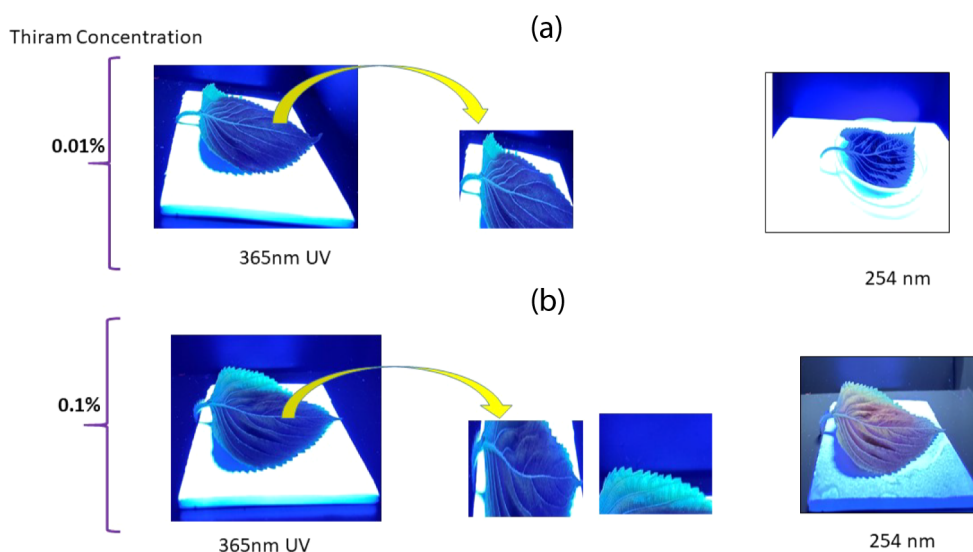 (a)
Thiram Concentration
0.01%
365nm UV
254 nm
(b)
0.1%
365nm UV
254 nm